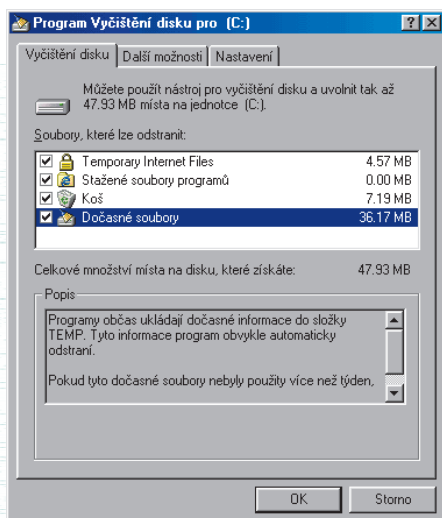 Program Vyčištění disku pro (C:)
Vyčištění disku Další možnosti Nastavení
Můžete použít nástroj pro vyčištění disku a uvolnit tak až
47.93 MB místa na jednotce (C:).
Soubory, které lze odstranit:
Temporary Internet Files 4.57 MB
Stažené soubory programů 0.00 MB
Koš 7.19 MB
Dočasné soubory 36.17 MB
Celkové množství místa na disku, které získáte: 47.93 MB
Popis
Programy občas ukládají dočasné informace do složky
TEMP. Tyto informace program obvykle automaticky
odstraní.
Pokud tyto dočasné soubory nebyly použity více než týden,
OK Storno